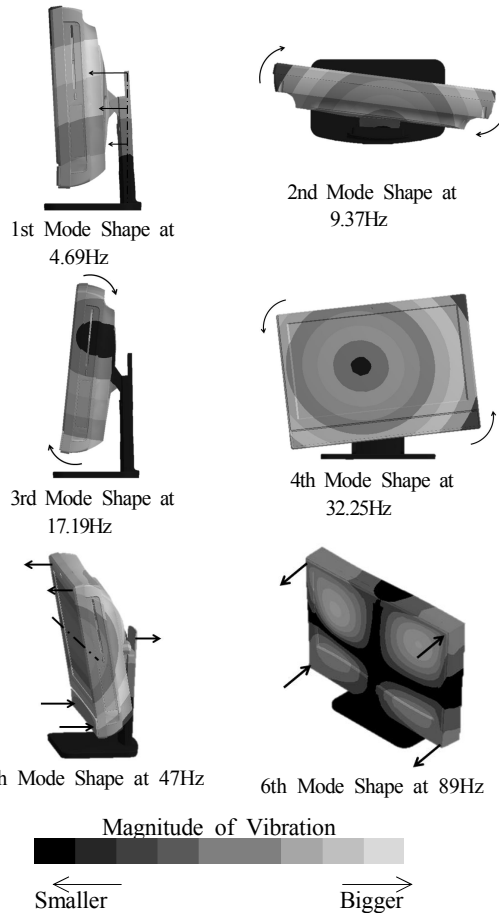 1st Mode Shape at
4.69Hz
2nd Mode Shape at
9.37Hz
3rd Mode Shape at
17.19Hz
4th Mode Shape at
32.25Hz
h Mode Shape at 47Hz
6th Mode Shape at 89Hz
Magnitude of Vibration
Smaller
Bigger